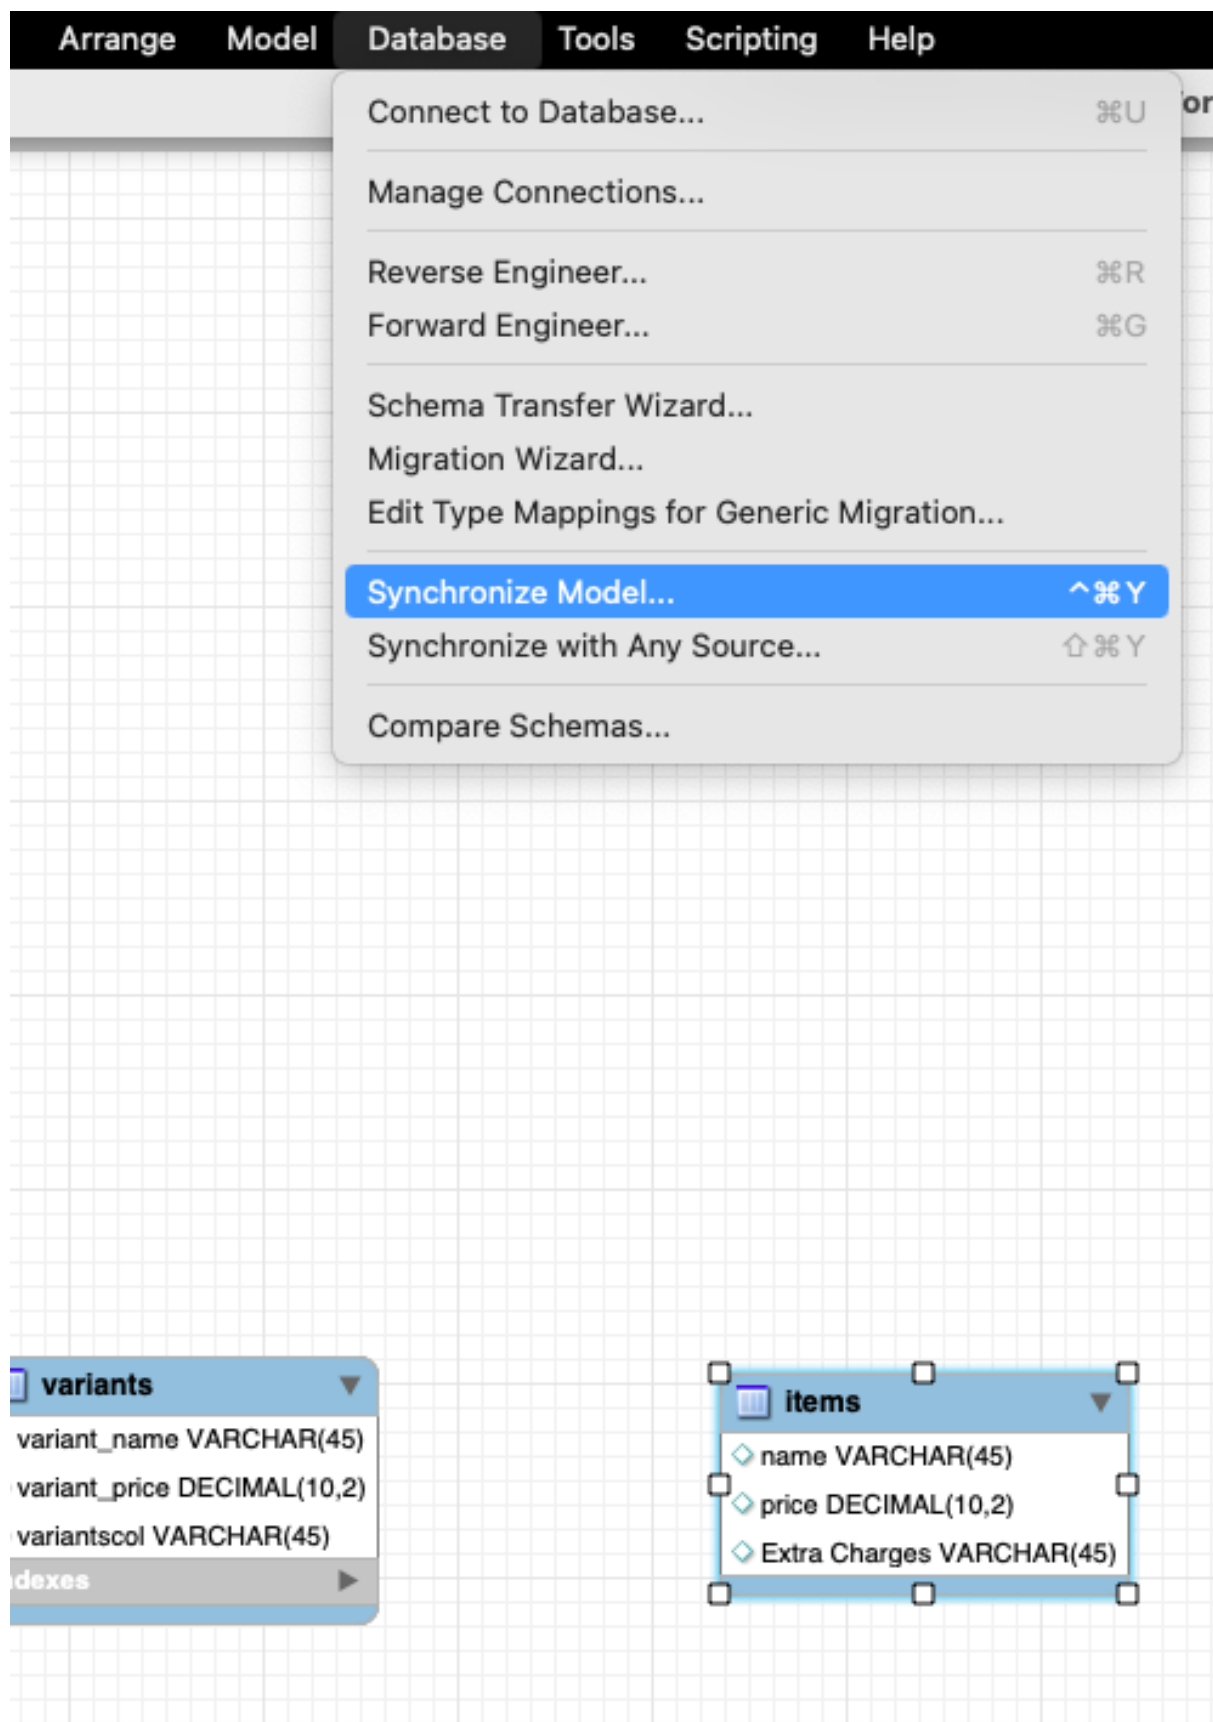 Arrange Model Database Tools Scripting Help
Connect to Database... ⌘U
or
Manage Connections...
Reverse Engineer... ⌘R
Forward Engineer... ⌘G
Schema Transfer Wizard...
Migration Wizard...
Edit Type Mappings for Generic Migration...
Synchronize Model... ^⌘Y
Synchronize with Any Source... ⇧⌘Y
Compare Schemas...
variants
variant_name VARCHAR(45)
variant_price DECIMAL(10,2)
variantscol VARCHAR(45)
dexes
items
name VARCHAR(45)
price DECIMAL(10,2)
Extra Charges VARCHAR(45)